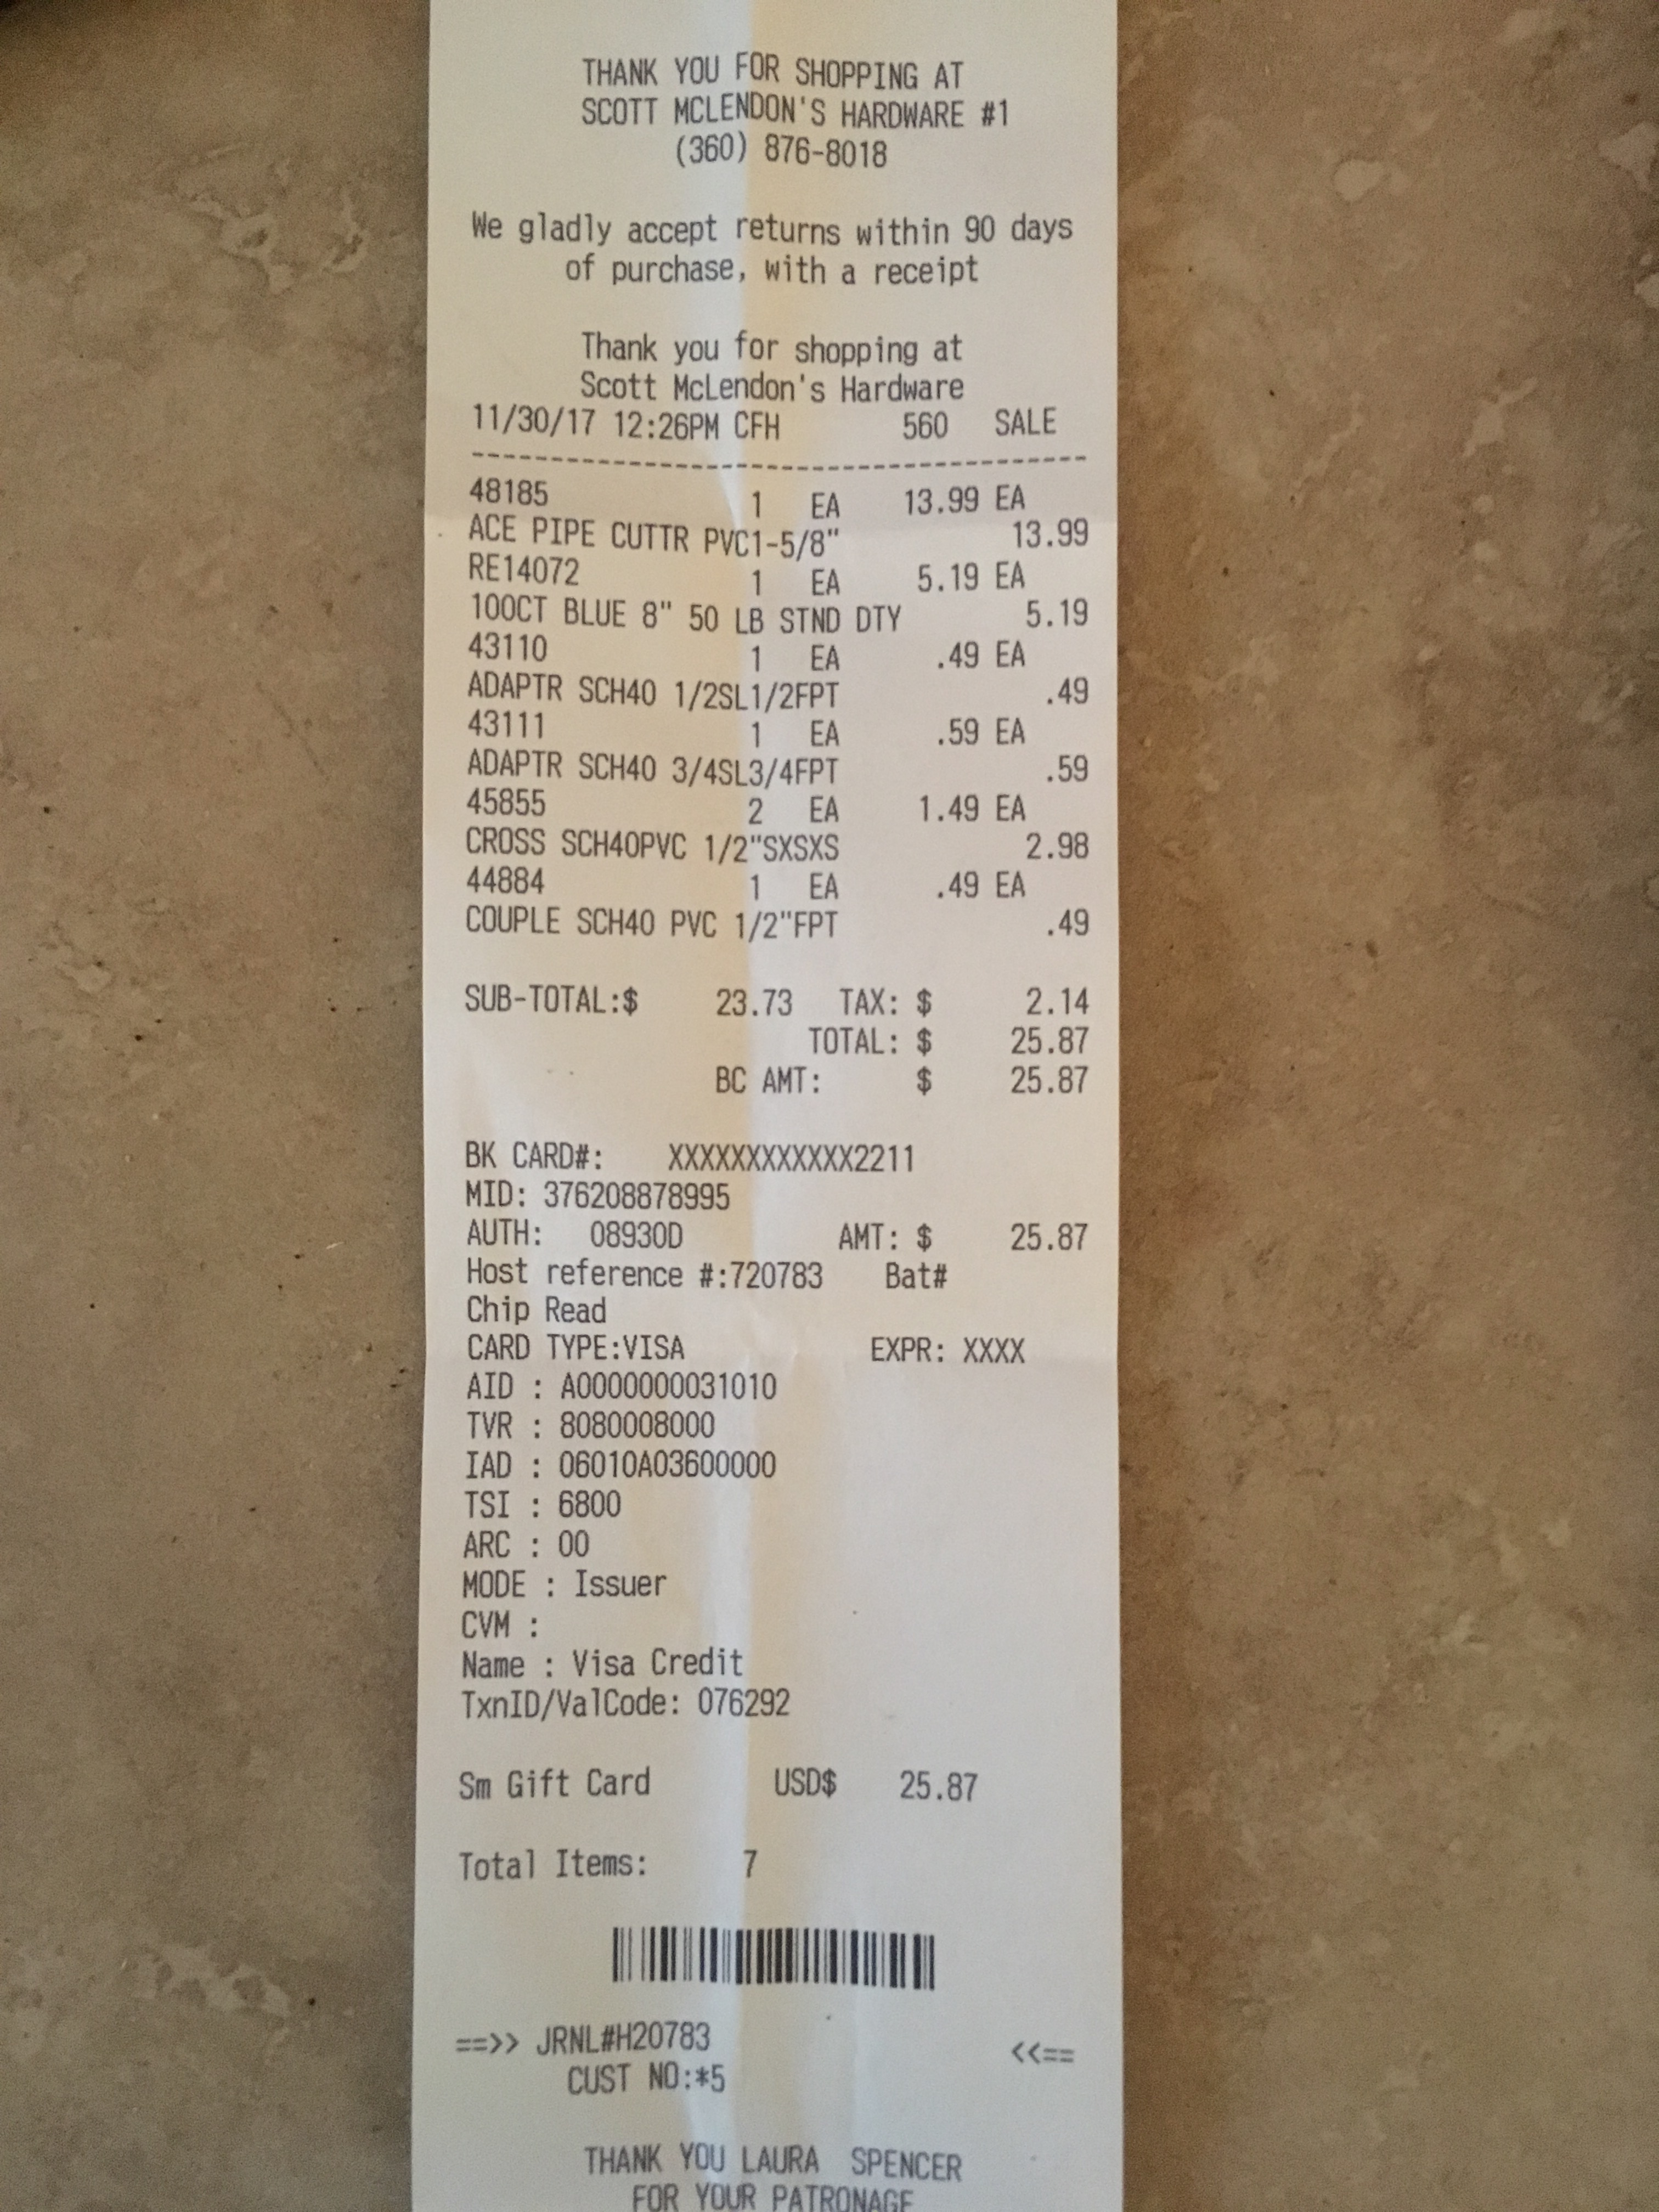 THANK YOU FOR SHOPPING AT
SCOTT MCLENDON'S HARDWARE #1
(360) 876-8018
We gladly accept returns within 90 days
of purchase, with a receipt
Thank you for shopping at
Scott McLendon's Hardware
11/30/17 12:26PM CFH 560 SALE
----------------------------------------
48185 1 EA 13.99 EA
ACE PIPE CUTTR PVC1-5/8" 13.99
RE14072 1 EA 5.19 EA
100CT BLUE 8" 50 LB STND DTY 5.19
43110 1 EA .49 EA
ADAPTR SCH40 1/2SL1/2FPT .49
43111 1 EA .59 EA
ADAPTR SCH40 3/4SL3/4FPT .59
45855 2 EA 1.49 EA
CROSS SCH40PVC 1/2"SXSXS 2.98
44884 1 EA .49 EA
COUPLE SCH40 PVC 1/2"FPT .49
SUB-TOTAL:$ 23.73 TAX: $ 2.14
TOTAL: $ 25.87
BC AMT: $ 25.87
BK CARD#: XXXXXXXXXXXX2211
MID: 376208878995
AUTH: 08930D AMT: $ 25.87
Host reference #:720783 Bat#
Chip Read
CARD TYPE:VISA EXPR: XXXX
AID : A0000000031010
TVR : 8080008000
IAD : 06010A03600000
TSI : 6800
ARC : 00
MODE : Issuer
CVM :
Name : Visa Credit
TxnID/ValCode: 076292
Sm Gift Card USD$ 25.87
Total Items: 7
==>> JRNL#H20783 <<==
CUST NO:*5
THANK YOU LAURA SPENCER
FOR YOUR PATRONAGE